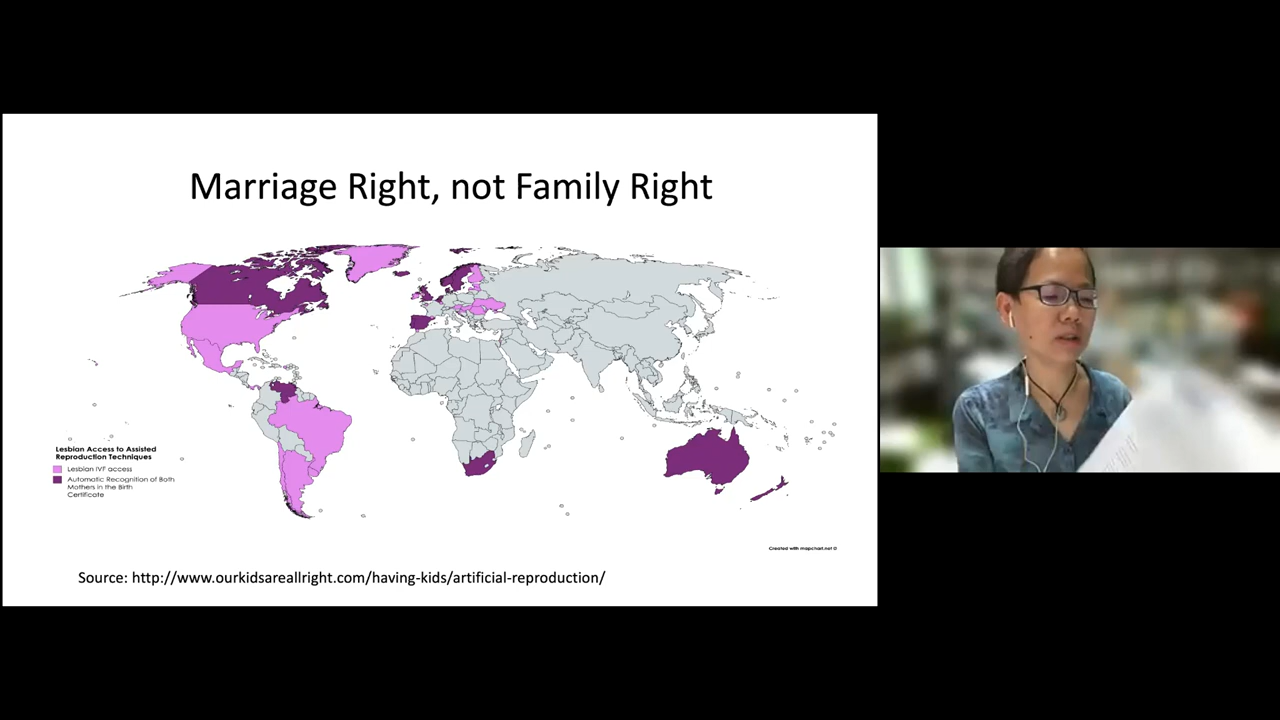 Marriage Right, not Family Right
Lesbian Access to Assisted
Reproduction Techniques
Lesbian IVF access
Automatic Recognition of Both
Mothers in the Birth
Certificate
Created with mapchart.net ©
Source: http://www.ourkidsareallright.com/having-kids/artificial-reproduction/